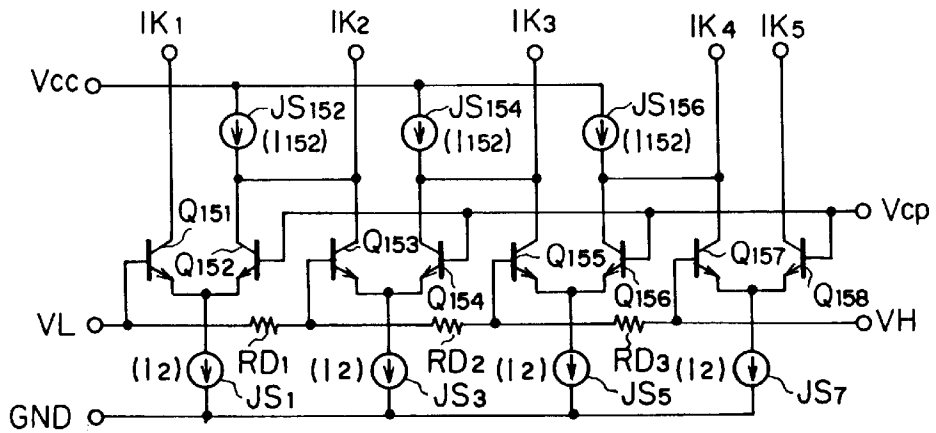 IK1 IK2 IK3 IK4 IK5
Vcc
JS152 JS154 JS156
(I152) (I152) (I152)
Vcp
Q151 Q153 Q155 Q157
Q152 Q154 Q156 Q158
VL VH
RD1 RD2 RD3
(I2) (I2) (I2) (I2)
JS1 JS3 JS5 JS7
GND